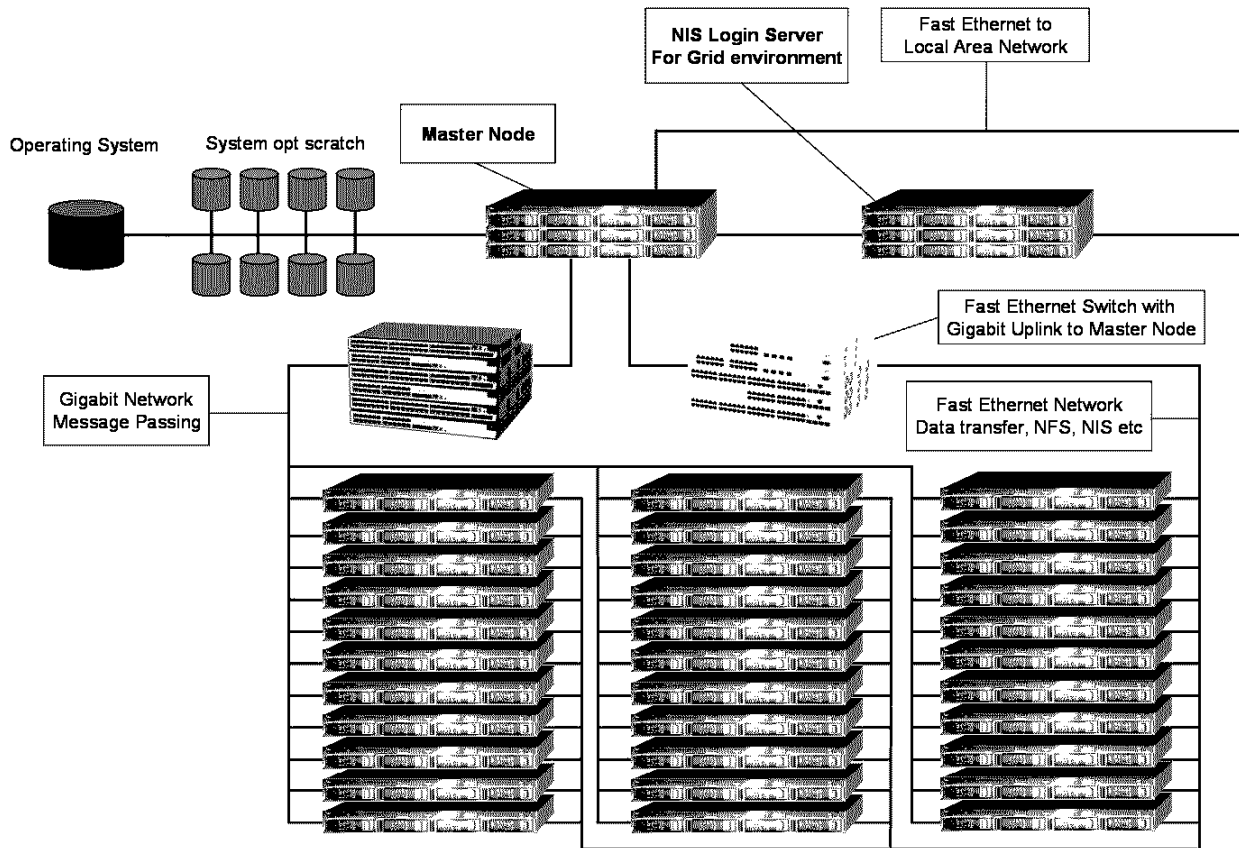 NIS Login Server
For Grid environment
Fast Ethernet to
Local Area Network
Master Node
Operating System
System opt scratch
Fast Ethernet Switch with
Gigabit Uplink to Master Node
Gigabit Network
Message Passing
Fast Ethernet Network
Data transfer, NFS, NIS etc